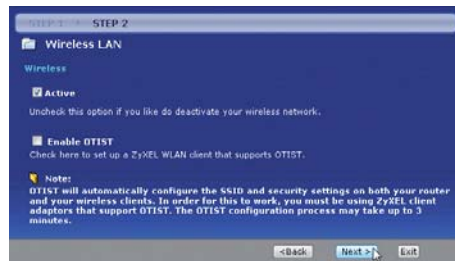 STEP 1 > STEP 2
Wireless LAN
Wireless
Active
Uncheck this option if you like do deactivate your wireless network.
Enable OTIST
Check here to set up a ZyXEL WLAN client that supports OTIST.
Note:
OTIST will automatically configure the SSID and security settings on both your router
and your wireless clients. In order for this to work, you must be using ZyXEL client
adaptors that support OTIST. The OTIST configuration process may take up to 3
minutes.
<Back Next > Exit